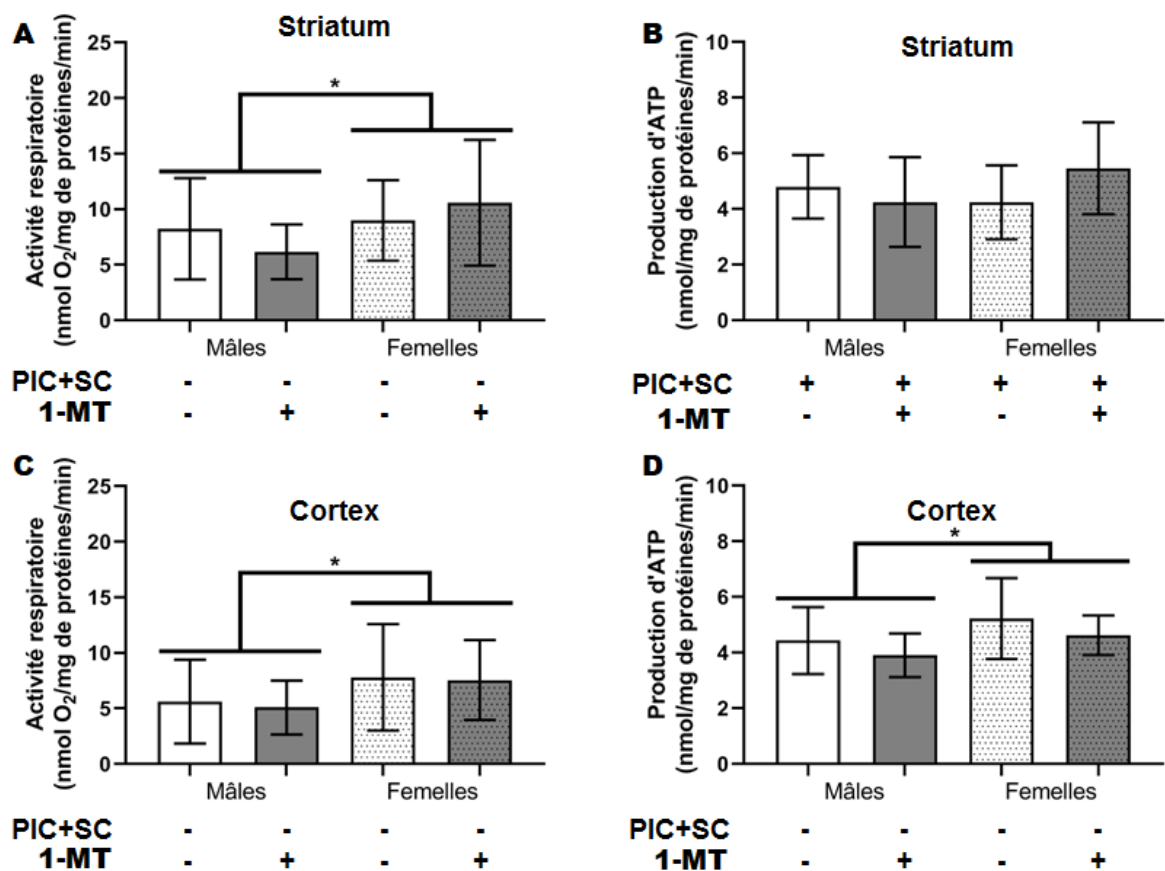 A
Striatum
Activité respiratoire
(nmol O₂/mg de protéines/min)
25
20
15
10
5
0
*
Mâles
Femelles
PIC+SC - - - -
1-MT - + - +
B
Striatum
Production d'ATP
(nmol/mg de protéines/min)
10
8
6
4
2
0
Mâles
Femelles
PIC+SC + + + +
1-MT - + - +
C
Cortex
Activité respiratoire
(nmol O₂/mg de protéines/min)
25
20
15
10
5
0
*
Mâles
Femelles
PIC+SC - - - -
1-MT - + - +
D
Cortex
Production d'ATP
(nmol/mg de protéines/min)
10
8
6
4
2
0
*
Mâles
Femelles
PIC+SC - - - -
1-MT - + - +